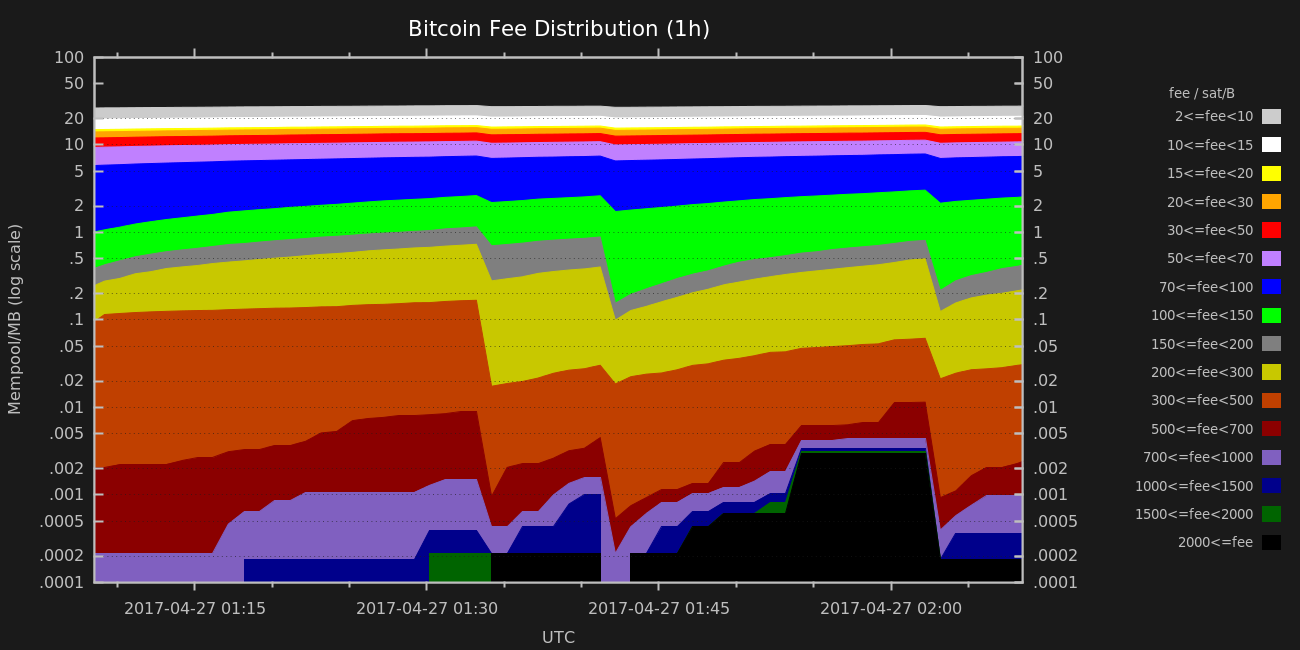 Bitcoin Fee Distribution (1h)
100 100
50 50
20 20
10 10
5 5
2 2
1 1
.5 .5
.2 .2
.1 .1
.05 .05
.02 .02
.01 .01
.005 .005
.002 .002
.001 .001
.0005 .0005
.0002 .0002
.0001 .0001
Mempool/MB (log scale)
2017-04-27 01:15 2017-04-27 01:30 2017-04-27 01:45 2017-04-27 02:00
UTC
fee / sat/B
2<=fee<10
10<=fee<15
15<=fee<20
20<=fee<30
30<=fee<50
50<=fee<70
70<=fee<100
100<=fee<150
150<=fee<200
200<=fee<300
300<=fee<500
500<=fee<700
700<=fee<1000
1000<=fee<1500
1500<=fee<2000
2000<=fee